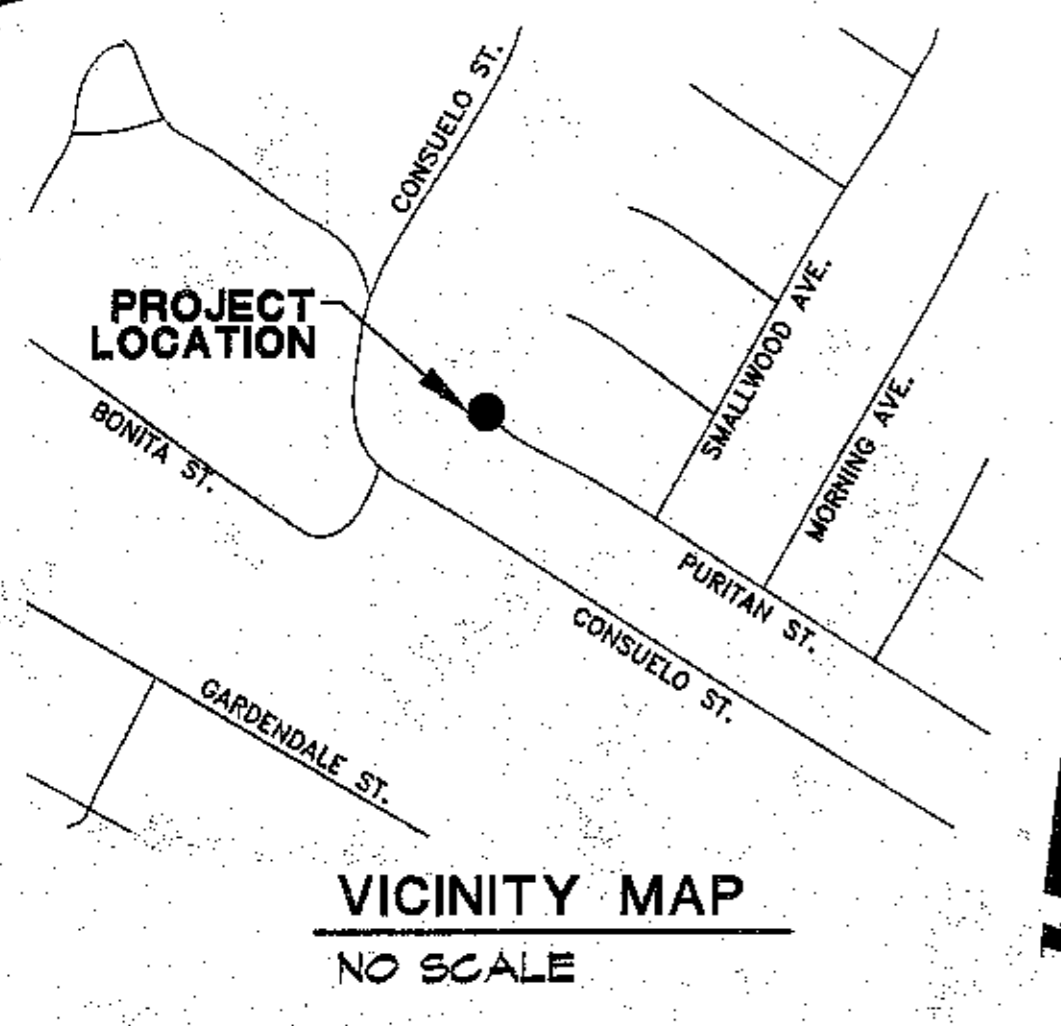 CONSUELO ST.
PROJECT
LOCATION
SMALLWOOD AVE.
MORNING AVE.
BONITA ST.
PURITAN ST.
CONSUELO ST.
GARDENDALE ST.
VICINITY MAP
NO SCALE